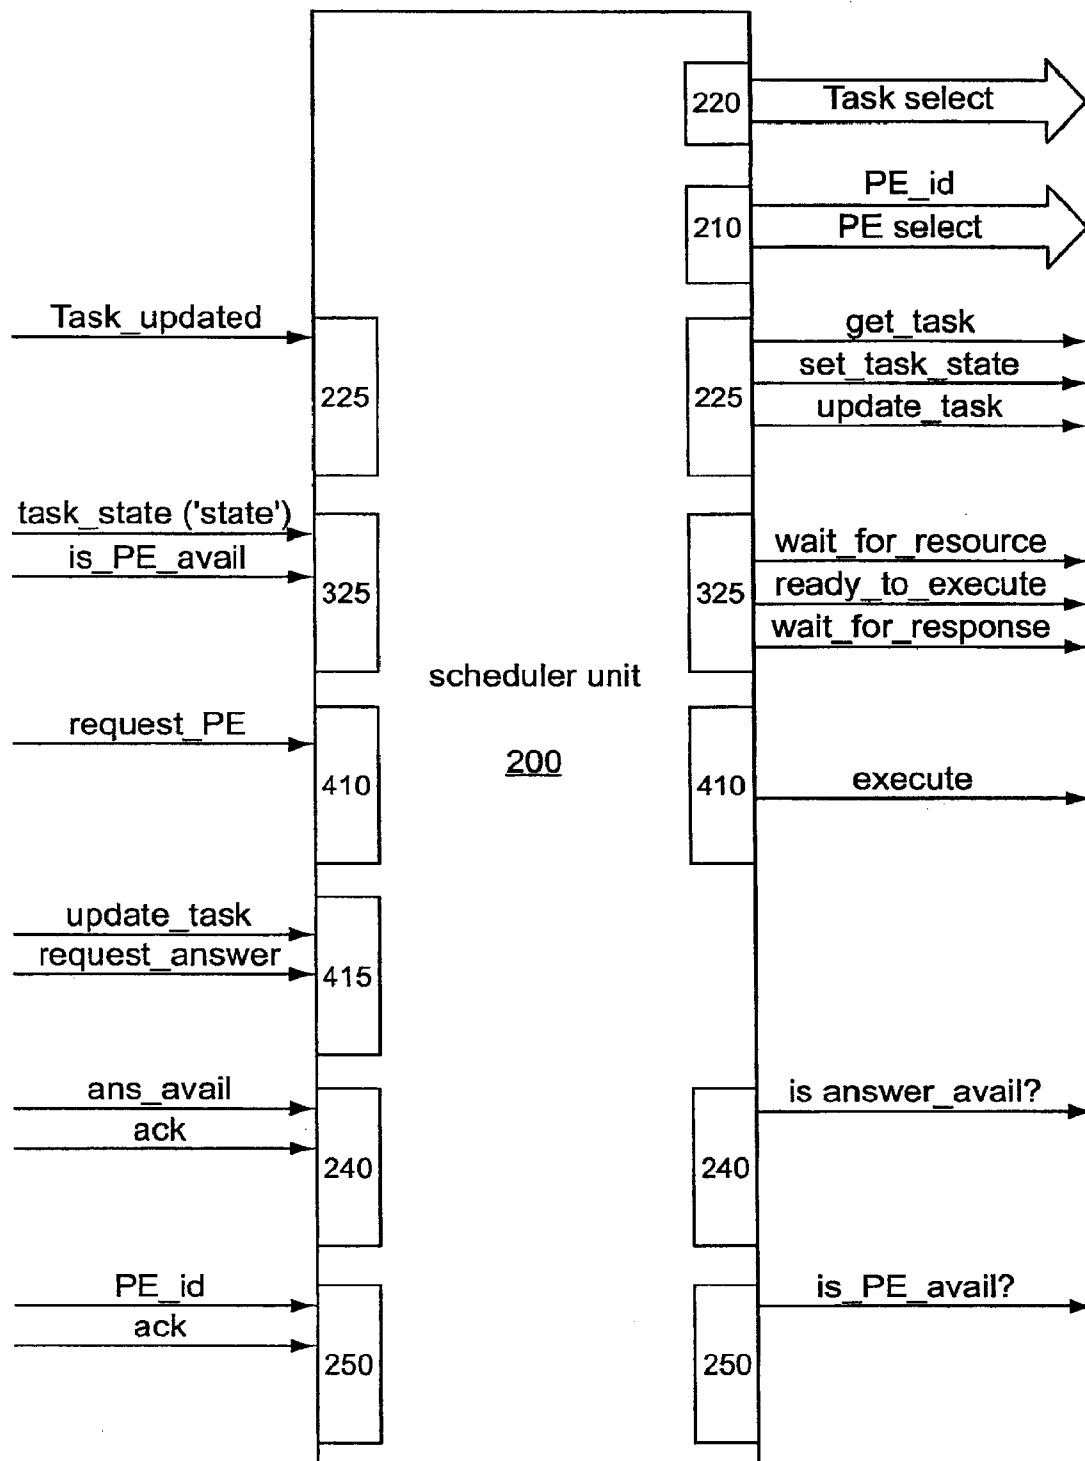 220
Task select
PE_id
210
PE select
Task_updated
225
225
get_task
set_task_state
update_task
task_state ('state')
is_PE_avail
325
325
wait_for_resource
ready_to_execute
wait_for_response
scheduler unit
200
request_PE
410
410
execute
update_task
request_answer
415
ans_avail
ack
240
240
is answer_avail?
PE_id
ack
250
250
is_PE_avail?